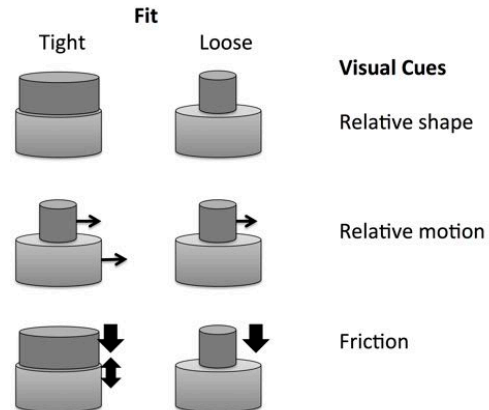 Fit
Tight Loose
Visual Cues
Relative shape
Relative motion
Friction